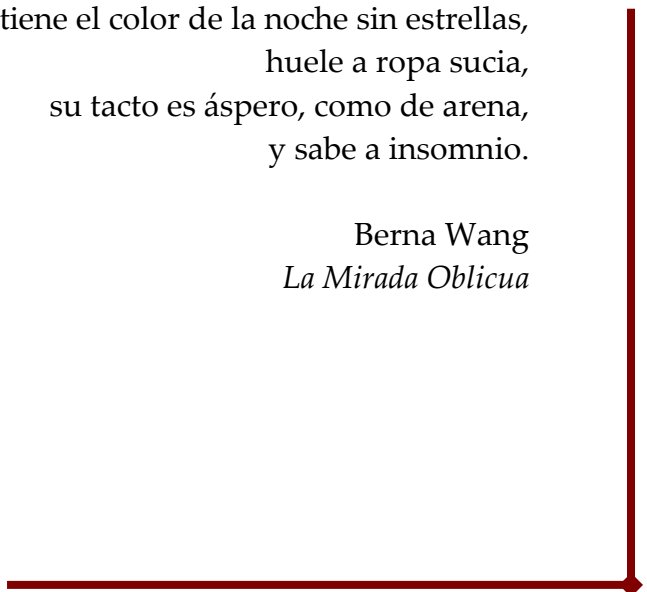 tiene el color de la noche sin estrellas,
huele a ropa sucia,
su tacto es áspero, como de arena,
y sabe a insomnio.
Berna Wang
La Mirada Oblicua